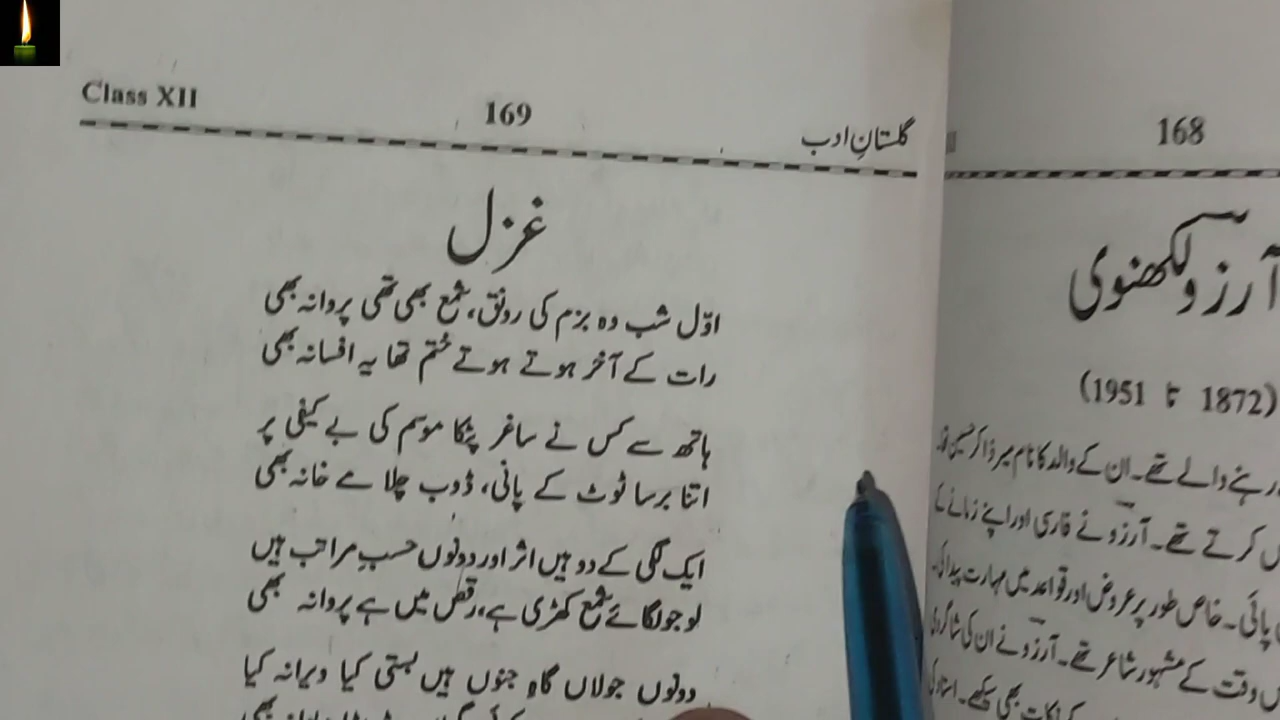 Class XII
169
گلستانِ ادب
غزل
اوّل شب وہ بزم کی رونق، شمع بھی تھی پروانہ بھی
رات کے آخر ہوتے ہوتے ختم تھا یہ افسانہ بھی
ہاتھ سے کس نے ساغر پٹکا موسم کی بے کیفی پر
اتنا برسا ٹوٹ کے پانی، ڈوب چلا مے خانہ بھی
ایک لگی کے دو ہیں اثر اور دونوں حسبِ مراتب ہیں
لو جو لگائے شمع کھڑی ہے، رقص میں ہے پروانہ بھی
دونوں جولاں گاہِ جنوں ہیں بستی کیا ویرانہ کیا
168
آرزو لکھنوی
(1872 تا 1951)
رہنے والے تھے۔ ان کے والد کا نام میر ذاکر حسین
کرتے تھے۔ آرزو نے فارسی اور اپنے زمانے کے
پائی۔ خاص طور پر عروض اور قواعد میں مہارت پیدا کی۔
وقت کے مشہور شاعر تھے۔ آرزو نے ان کی شاگردی
نکات بھی سیکھے۔ استاد کی